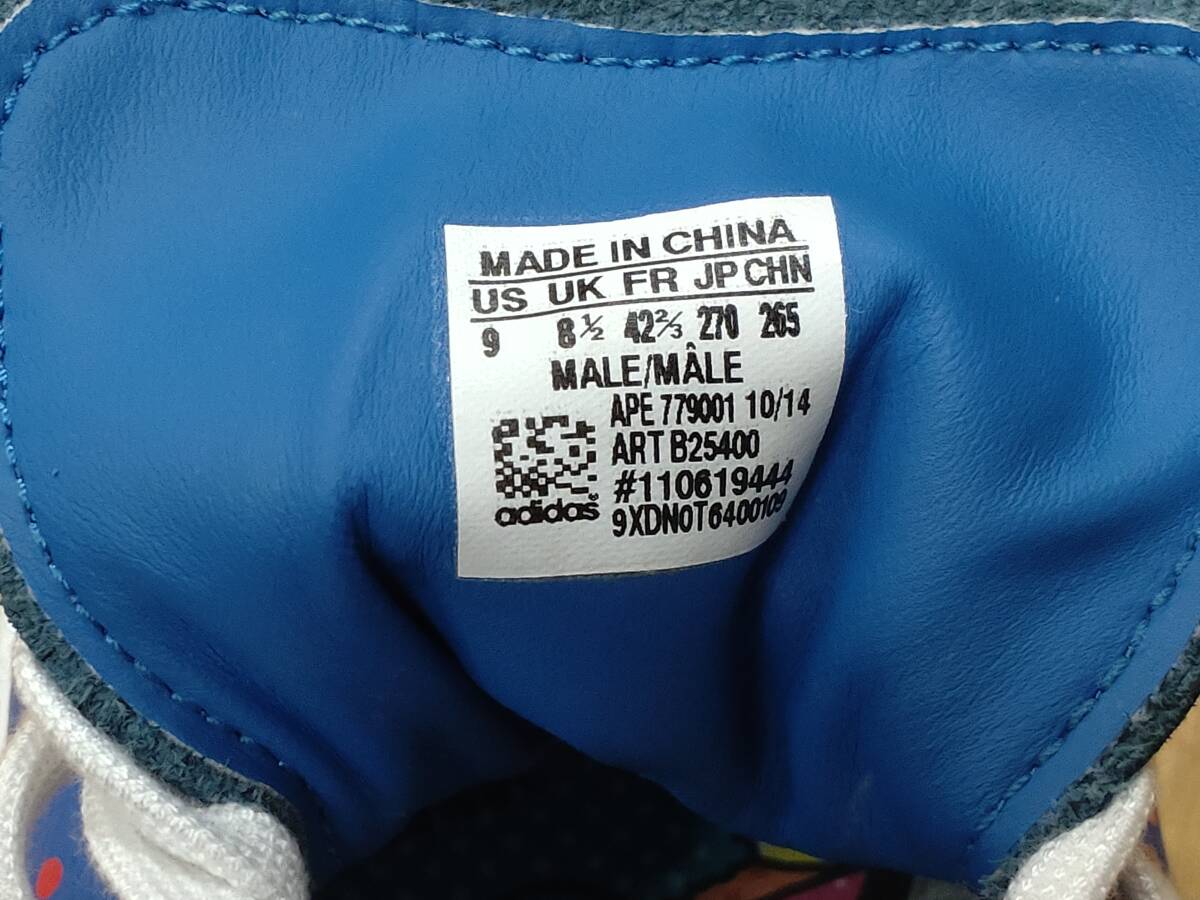 MADE IN CHINA
US UK FR JP CHN
9 8½ 42⅔ 270 265
MALE/MÂLE
APE 779001 10/14
ART B25400
#110619444
adidas® 9XDN0T6400109